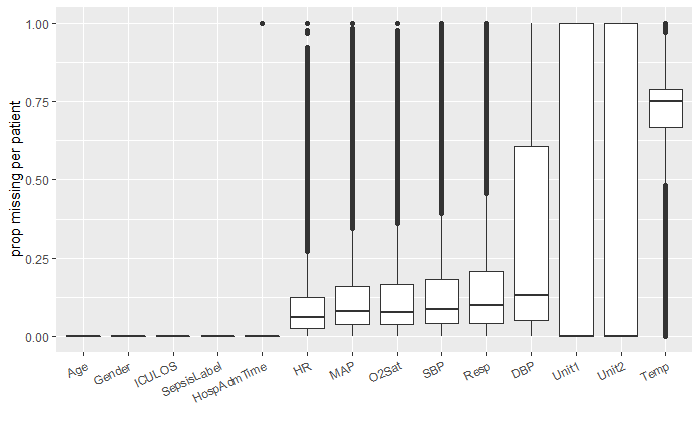 1.00
0.75
0.50
0.25
0.00
prop missing per patient
Age
Gender
ICULOS
SepsisLabel
HospAdmTime
HR
MAP
O2Sat
SBP
Resp
DBP
Unit1
Unit2
Temp